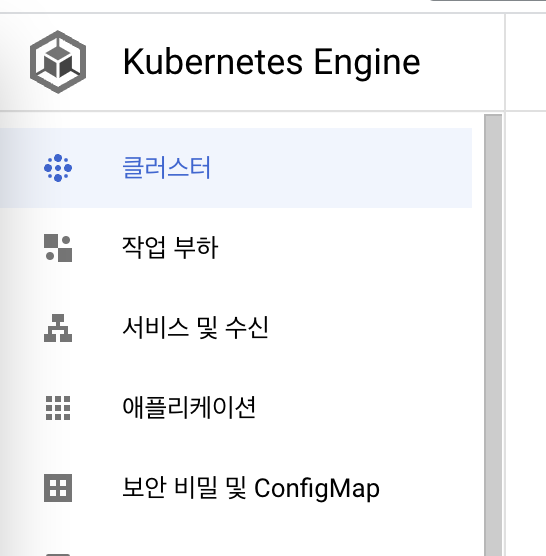 Kubernetes Engine
클러스터
작업 부하
서비스 및 수신
애플리케이션
보안 비밀 및 ConfigMap